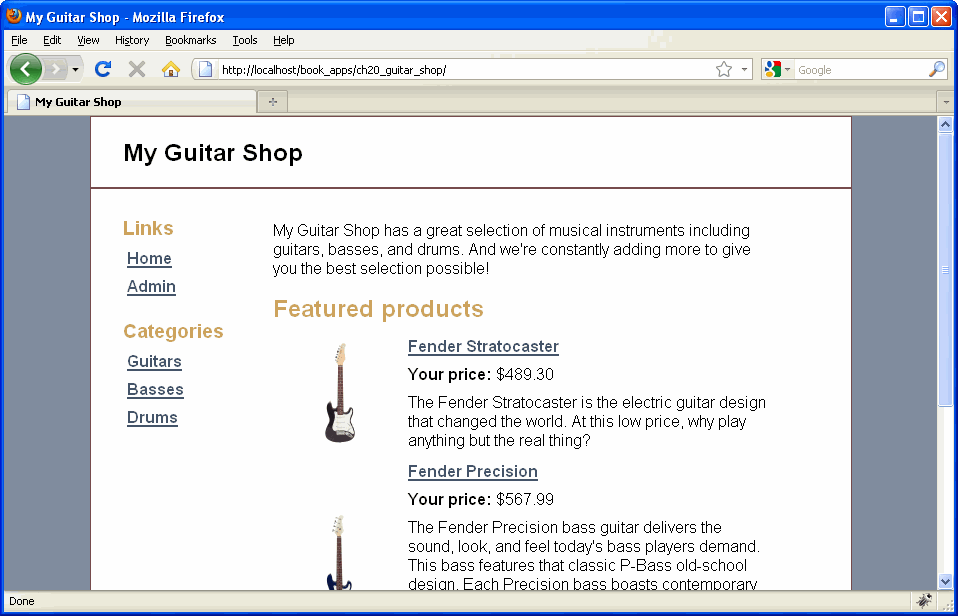 My Guitar Shop - Mozilla Firefox
File Edit View History Bookmarks Tools Help
http://localhost/book_apps/ch20_guitar_shop/
Google
My Guitar Shop
My Guitar Shop
Links
Home
Admin
Categories
Guitars
Basses
Drums
My Guitar Shop has a great selection of musical instruments including
guitars, basses, and drums. And we're constantly adding more to give
you the best selection possible!
Featured products
Fender Stratocaster
Your price: $489.30
The Fender Stratocaster is the electric guitar design
that changed the world. At this low price, why play
anything but the real thing?
Fender Precision
Your price: $567.99
The Fender Precision bass guitar delivers the
sound, look, and feel today's bass players demand.
This bass features that classic P-Bass old-school
design. Each Precision bass boasts contemporary
Done